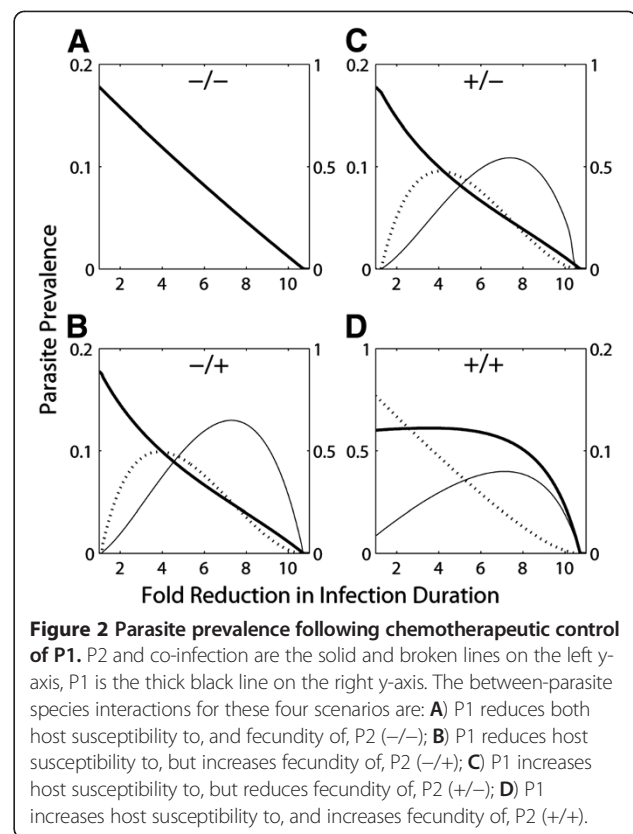 A
−/−
0.2
0.1
0
1
0.5
0
2 4 6 8 10
C
+/−
0.2
0.1
0
1
0.5
0
2 4 6 8 10
B
−/+
0.2
0.1
0
1
0.5
0
2 4 6 8 10
D
+/+
1
0.5
0
0.2
0.1
0
2 4 6 8 10
Parasite Prevalence
Fold Reduction in Infection Duration
Figure 2 Parasite prevalence following chemotherapeutic control
of P1. P2 and co-infection are the solid and broken lines on the left y-
axis, P1 is the thick black line on the right y-axis. The between-parasite
species interactions for these four scenarios are: A) P1 reduces both
host susceptibility to, and fecundity of, P2 (−/−); B) P1 reduces host
susceptibility to, but increases fecundity of, P2 (−/+); C) P1 increases
host susceptibility to, but reduces fecundity of, P2 (+/−); D) P1
increases host susceptibility to, and increases fecundity of, P2 (+/+).